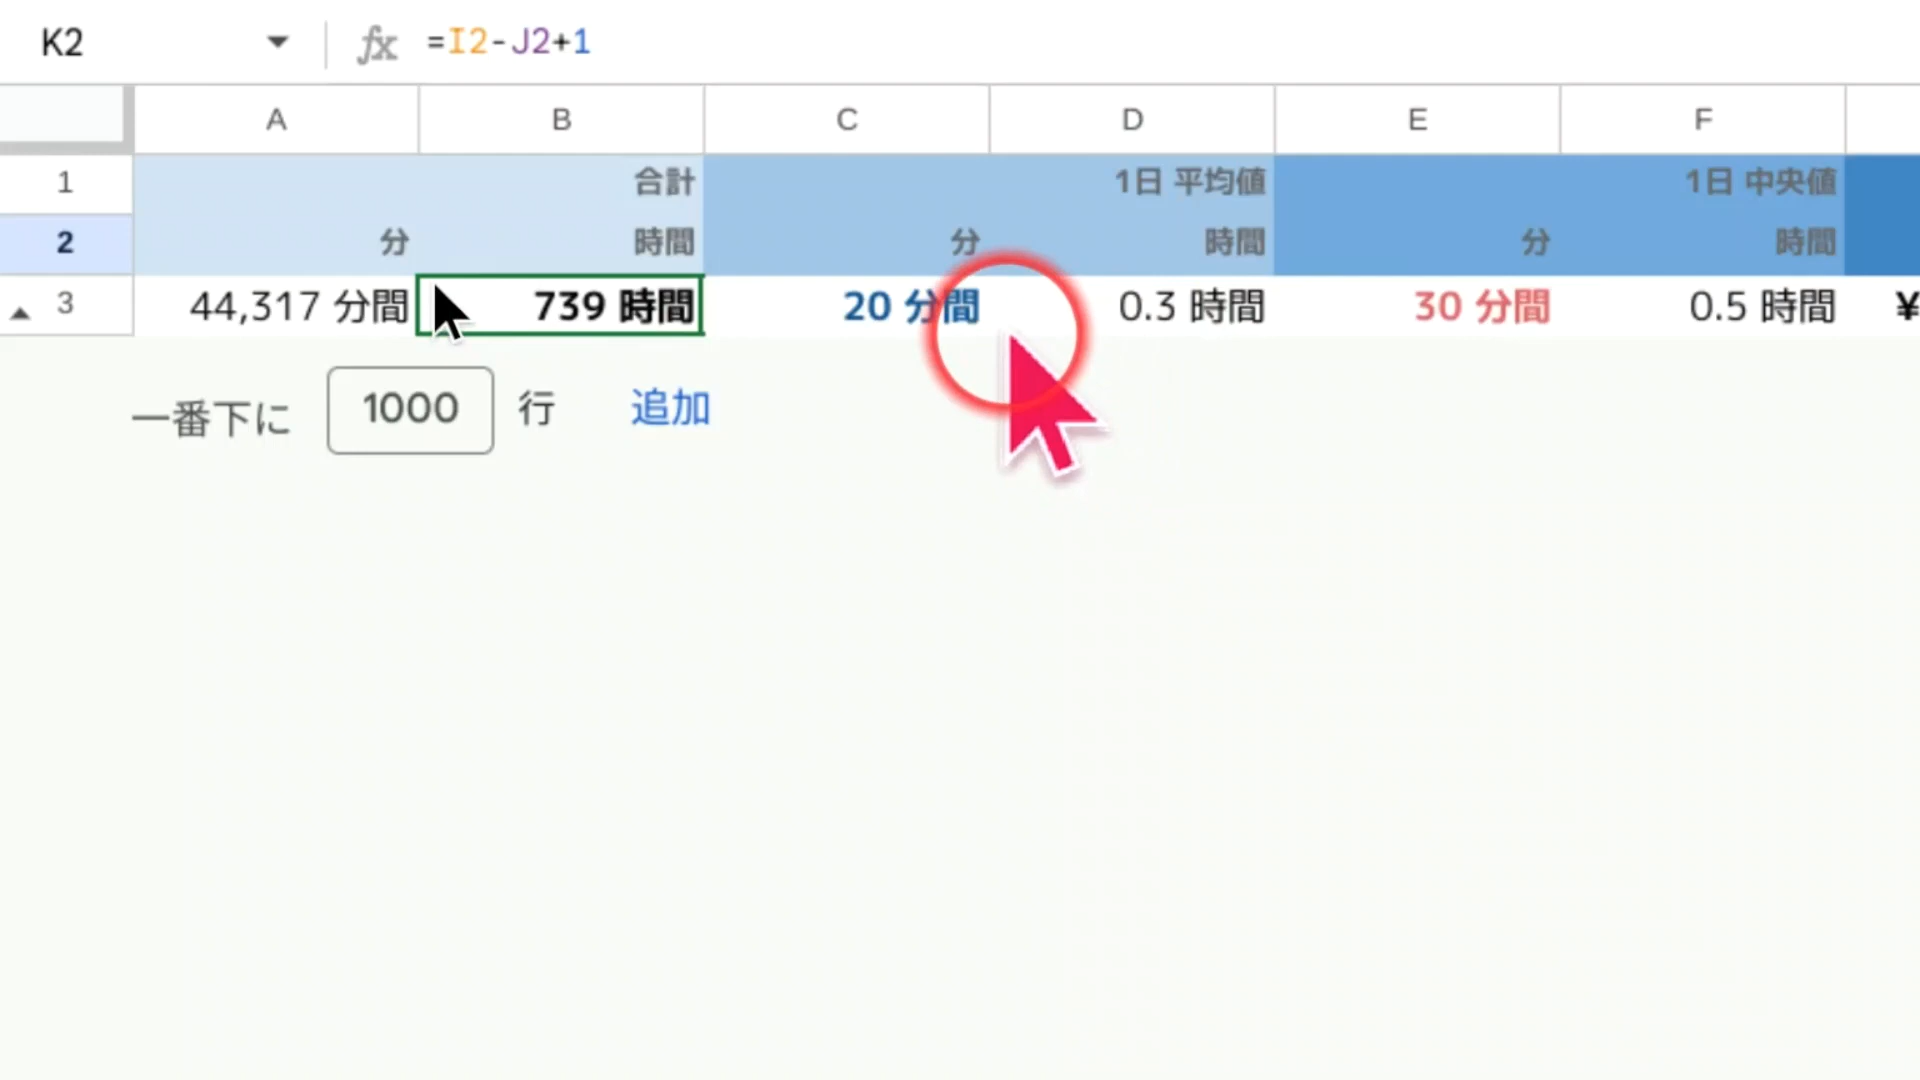 K2 fx =I2-J2+1
A B C D E F
1 合計 1日 平均値 1日 中央値
2 分 時間 分 時間 分 時間
3 44,317 分間 739 時間 20 分間 0.3 時間 30 分間 0.5 時間 ¥
一番下に 1000 行 追加